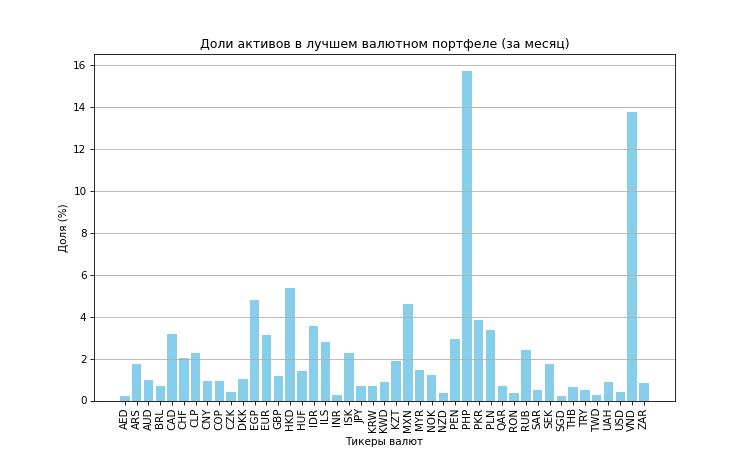 Доли активов в лучшем валютном портфеле (за месяц)
Доля (%)
16
14
12
10
8
6
4
2
0
AED ARS AUD BRL CAD CHF CLP CNY COP CZK DKK EGP EUR GBP HKD HUF IDR ILS INR ISK JPY KRW KWD KZT MXN MYR NOK NZD PEN PHP PKR PLN QAR RON RUB SAR SEK SGD THB TRY TWD UAH USD VND ZAR
Тикеры валют